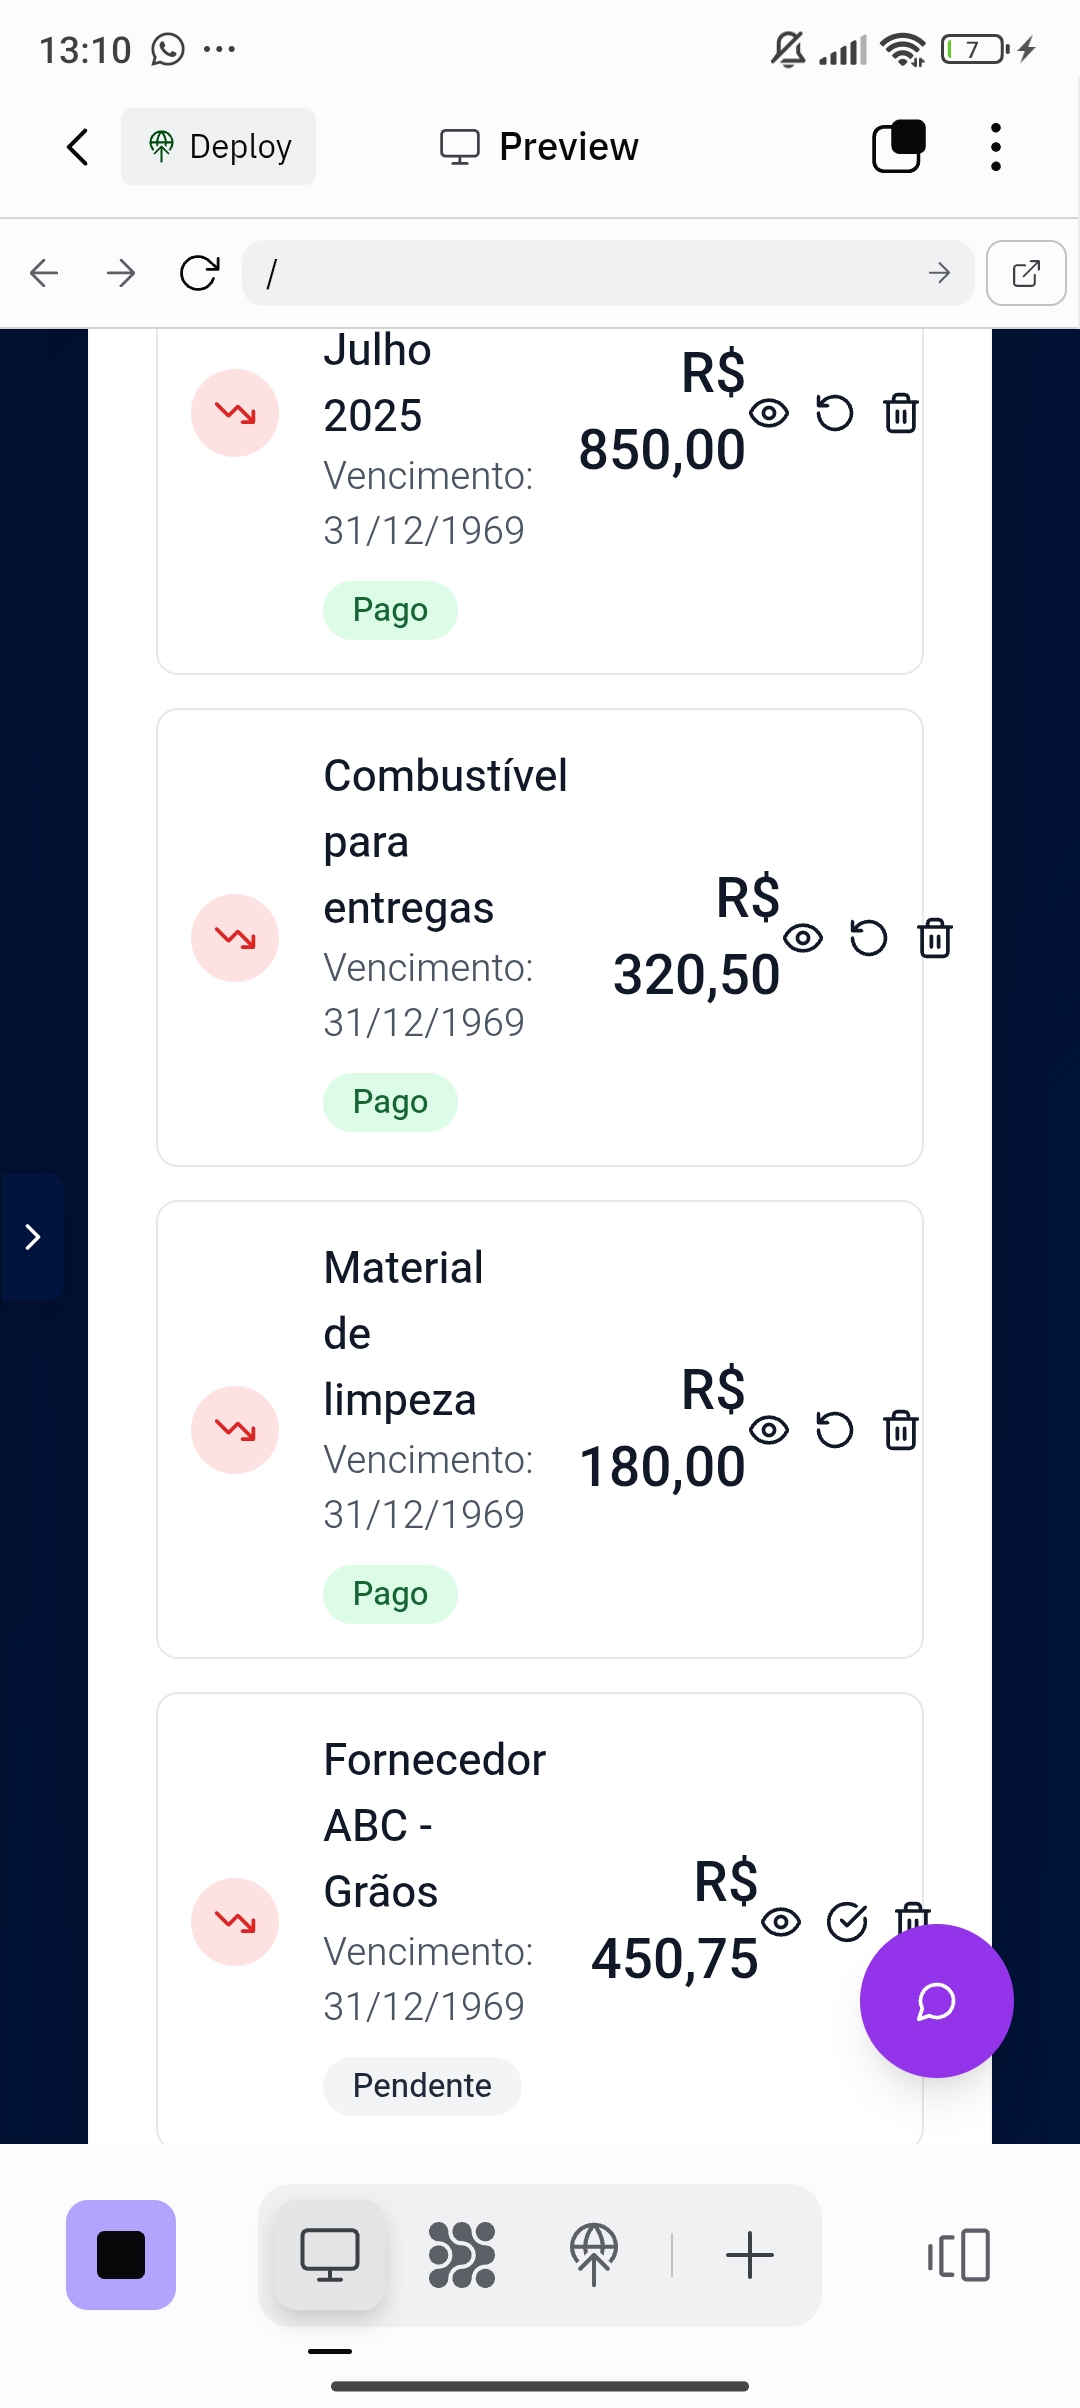 13:10
7
Deploy
Preview
/
Julho
2025
Vencimento:
31/12/1969
Pago
R$
850,00
Combustível
para
entregas
Vencimento:
31/12/1969
Pago
R$
320,50
Material
de
limpeza
Vencimento:
31/12/1969
Pago
R$
180,00
Fornecedor
ABC -
Grãos
Vencimento:
31/12/1969
Pendente
R$
450,75